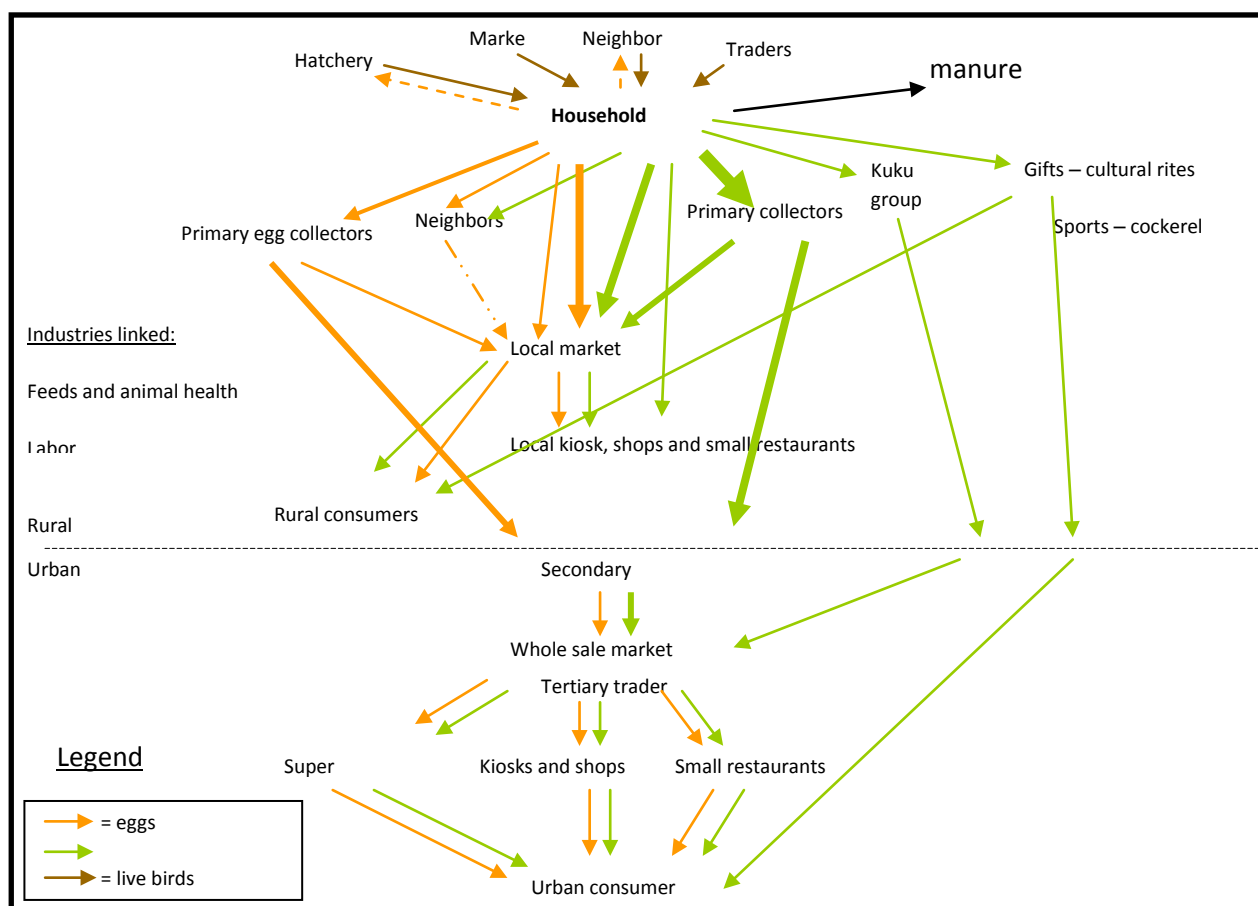 Marke
Neighbor
Traders
Hatchery
manure
Household
Kuku
group
Gifts – cultural rites
Primary collectors
Neighbors
Sports – cockerel
Primary egg collectors
Industries linked:
Local market
Feeds and animal health
Labor
Local kiosk, shops and small restaurants
Rural consumers
Rural
Urban
Secondary
Whole sale market
Tertiary trader
Legend
Super
Kiosks and shops
Small restaurants
= eggs
= live birds
Urban consumer